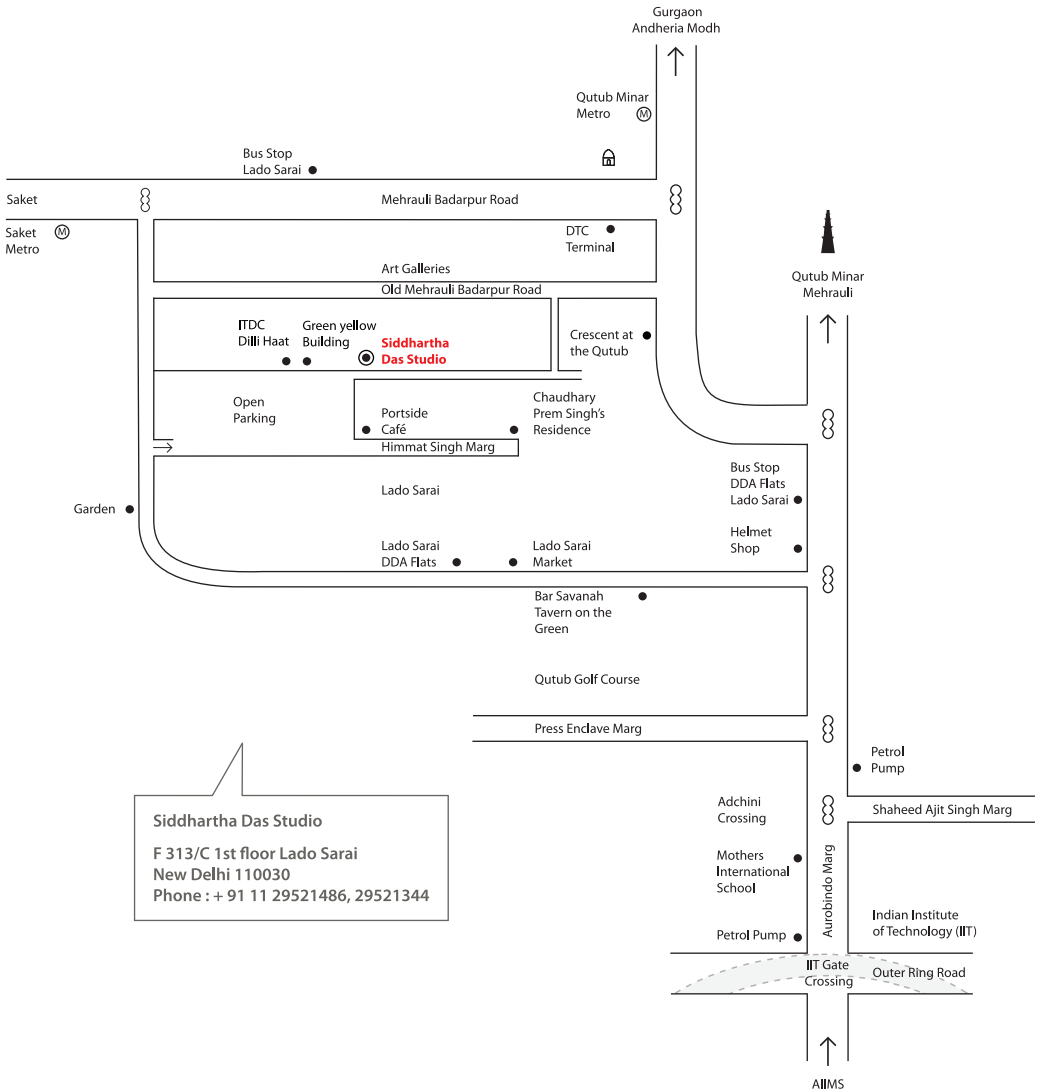 Gurgaon
Andheria Modh
Qutub Minar
Metro
M
Bus Stop
Lado Sarai
Saket
Mehrauli Badarpur Road
Saket
Metro
M
DTC
Terminal
Qutub Minar
Mehrauli
Art Galleries
Old Mehrauli Badarpur Road
ITDC
Dilli Haat
Green yellow
Building
Siddhartha
Das Studio
Crescent at
the Qutub
Open
Parking
Portside
Café
Chaudhary
Prem Singh's
Residence
Himmat Singh Marg
Lado Sarai
Bus Stop
DDA Flats
Lado Sarai
Garden
Helmet
Shop
Lado Sarai
DDA Flats
Lado Sarai
Market
Bar Savanah
Tavern on the
Green
Qutub Golf Course
Press Enclave Marg
Petrol
Pump
Adchini
Crossing
Shaheed Ajit Singh Marg
Siddhartha Das Studio
F 313/C 1st floor Lado Sarai
New Delhi 110030
Phone : + 91 11 29521486, 29521344
Mothers
International
School
Aurobindo Marg
Petrol Pump
Indian Institute
of Technology (IIT)
IIT Gate
Crossing
Outer Ring Road
AIIMS